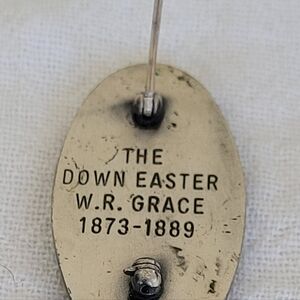 THE
DOWN EASTER
W.R. GRACE
1873-1889